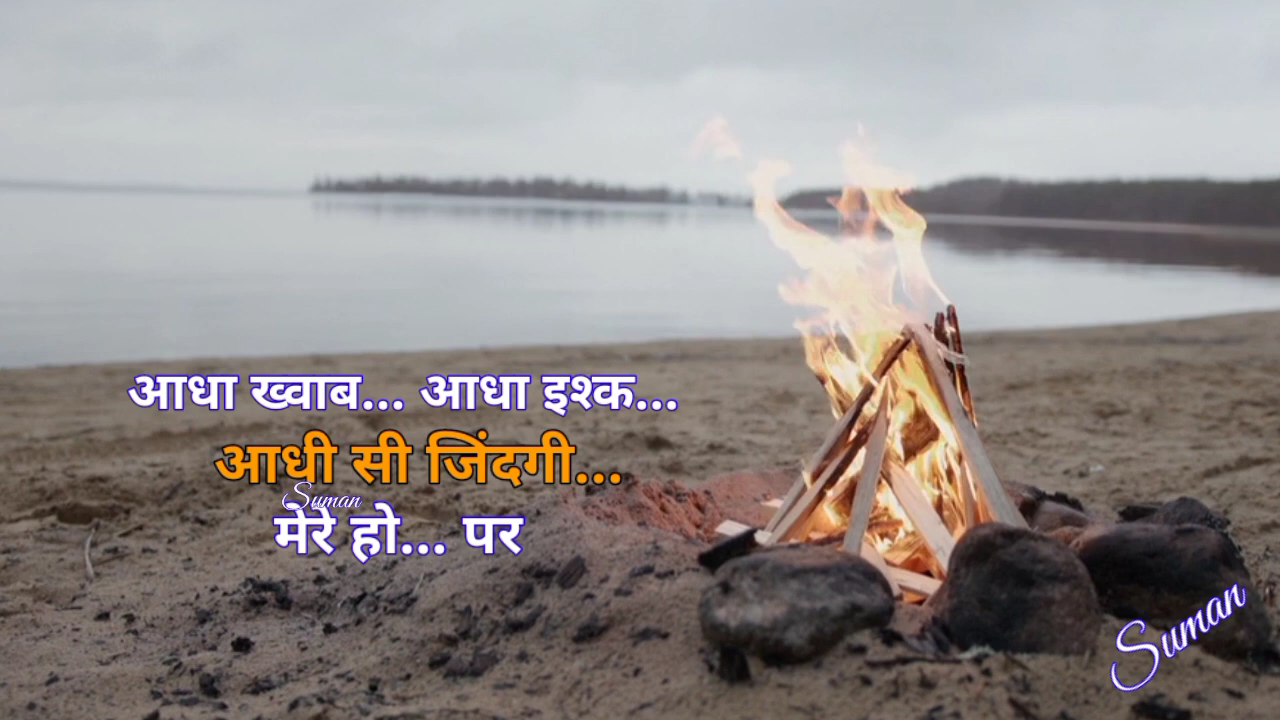 आधा ख्वाब... आधा इश्क...
आधी सी जिंदगी...
Suman
मेरे हो... पर
Suman